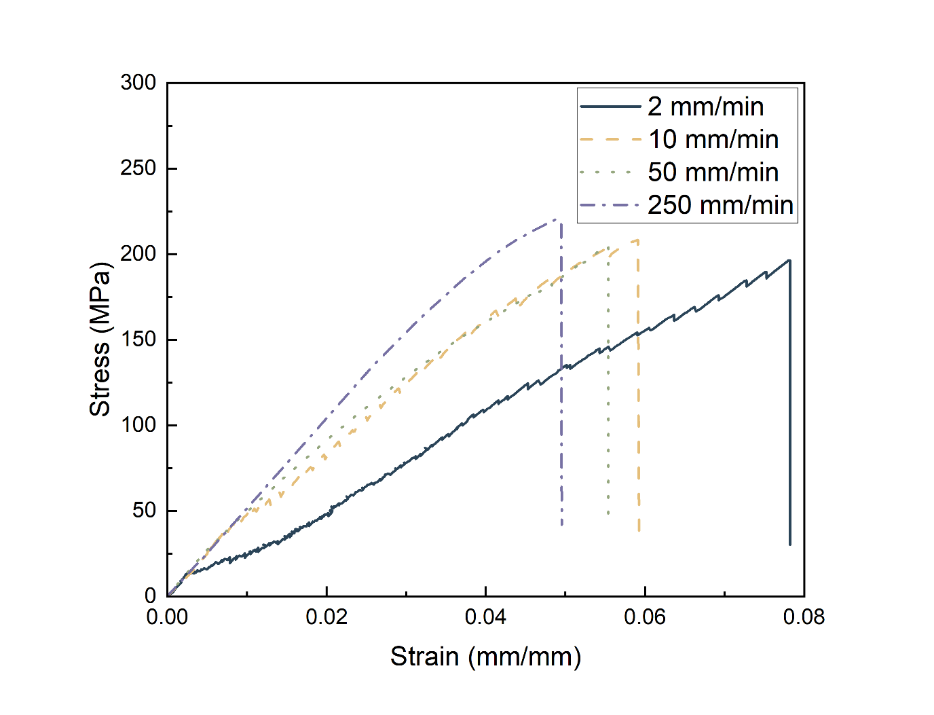 300
250
200
150
100
50
0
0.00 0.02 0.04 0.06 0.08
Stress (MPa)
Strain (mm/mm)
2 mm/min
10 mm/min
50 mm/min
250 mm/min